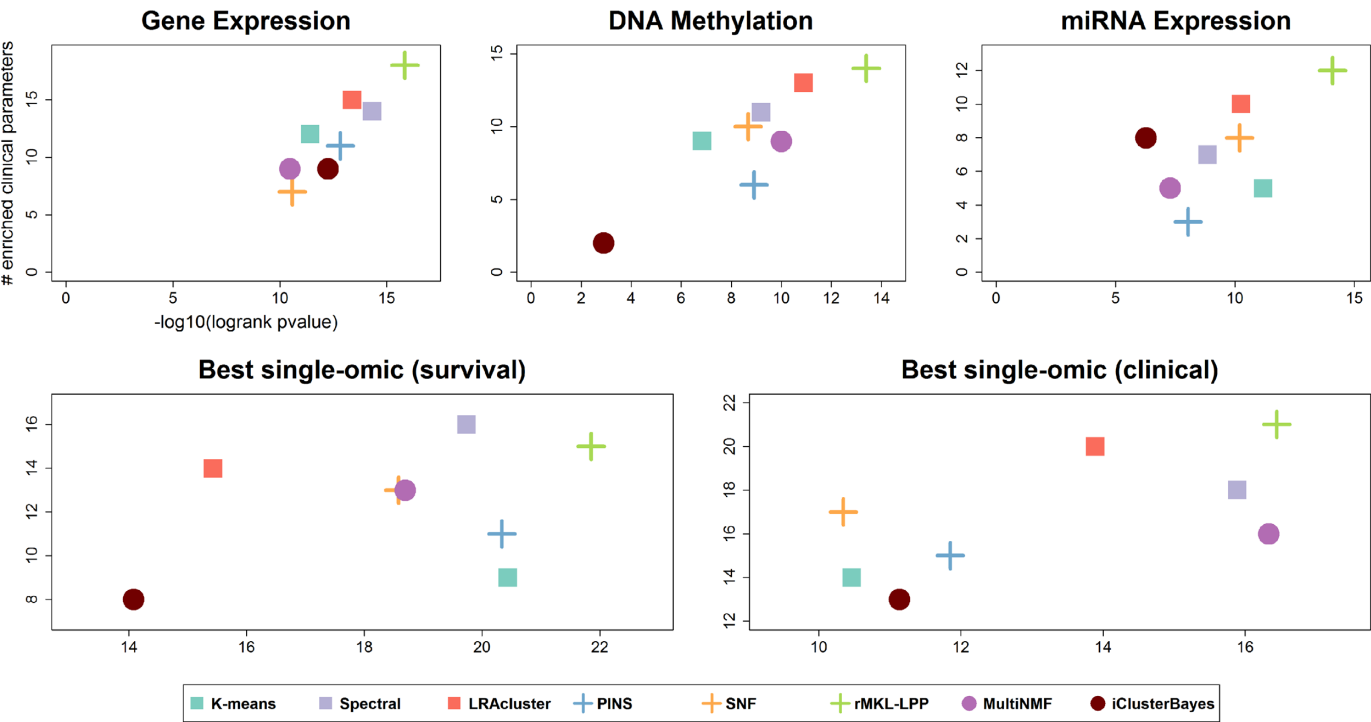 Gene Expression
DNA Methylation
miRNA Expression
# enriched clinical parameters
0 5 10 15
0 5 10 15
-log10(logrank pvalue)
0 5 10 15
0 2 4 6 8 10 12 14
0 2 4 6 8 10 12
0 5 10 15
Best single-omic (survival)
Best single-omic (clinical)
8 10 12 14 16
14 16 18 20 22
12 14 16 18 20 22
10 12 14 16
K-means Spectral LRAcluster PINS SNF rMKL-LPP MultiNMF iClusterBayes